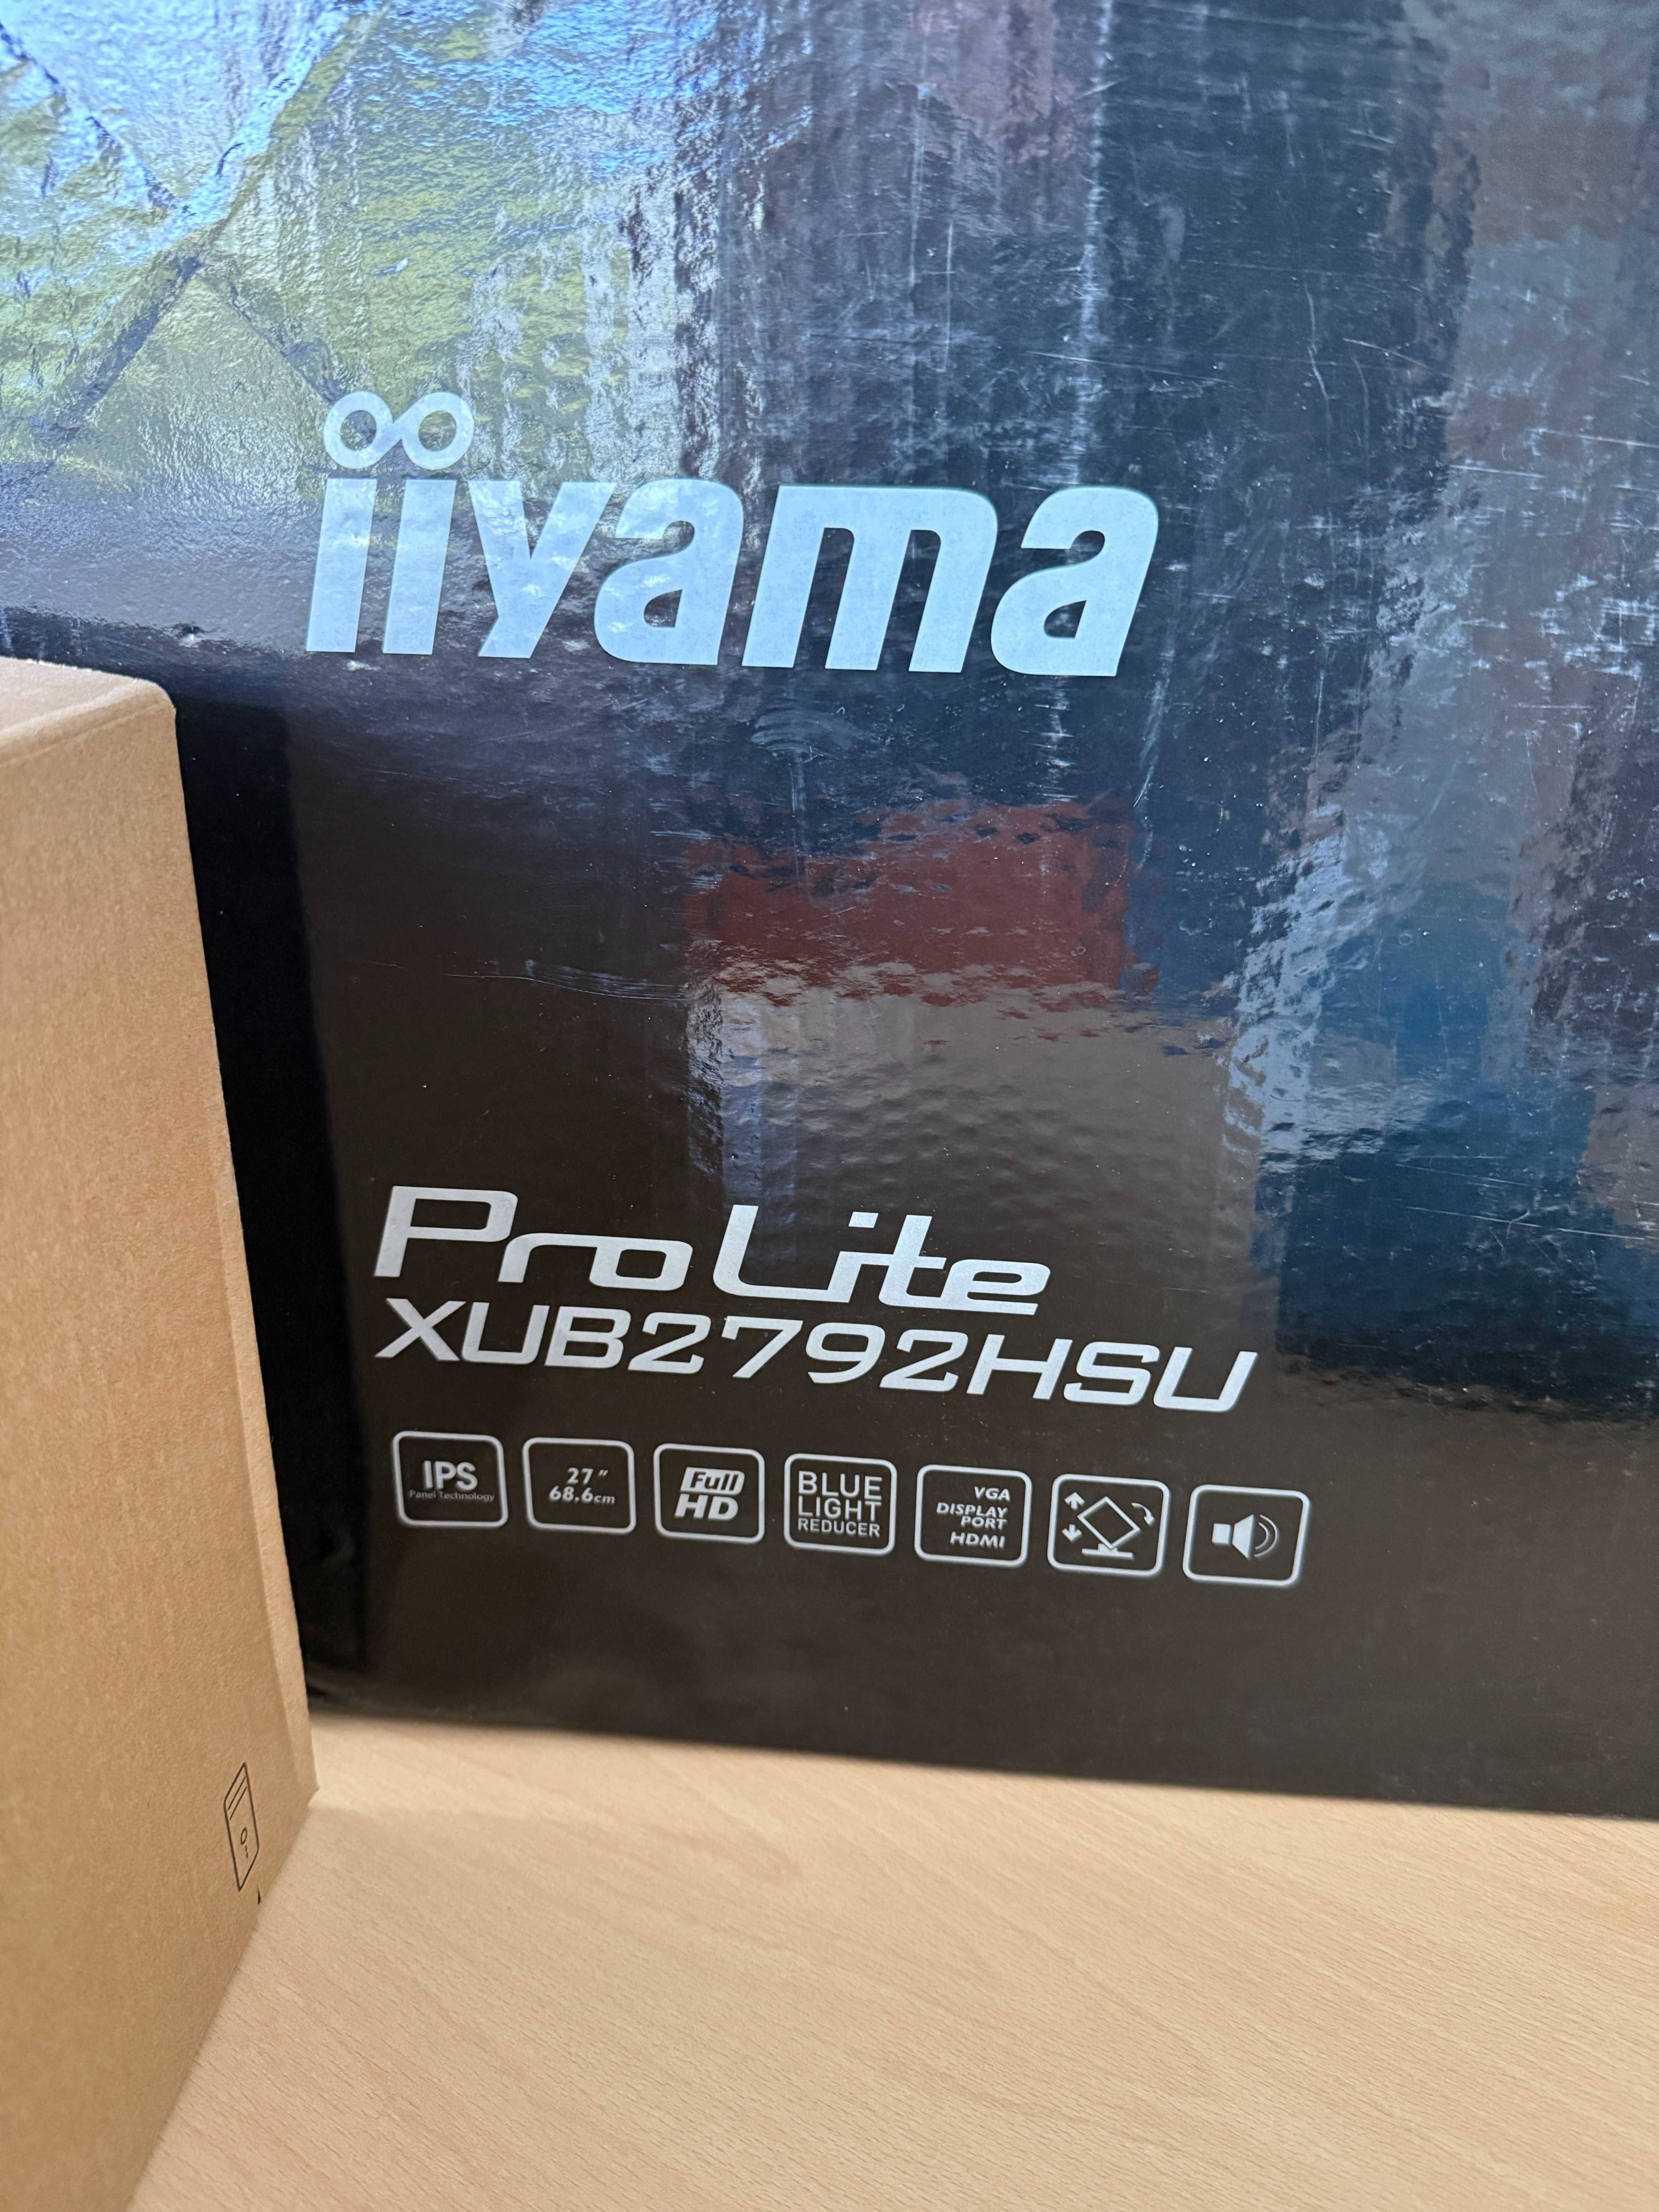 iiyama
ProLite
XUB2792HSU
IPS
Panel Technology
27"
68.6cm
Full
HD
BLUE
LIGHT
REDUCER
VGA
DISPLAY
PORT
HDMI